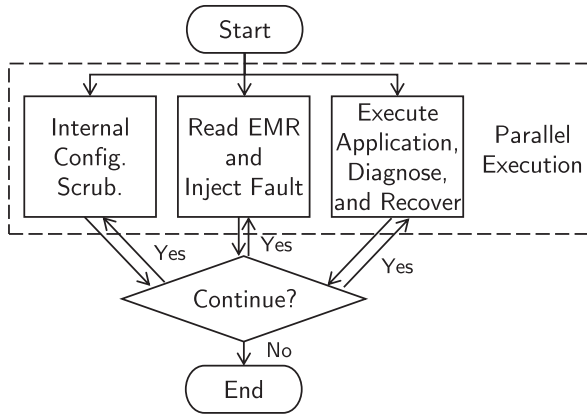 Start
Internal
Config.
Scrub.
Read EMR
and
Inject Fault
Execute
Application,
Diagnose,
and Recover
Parallel
Execution
Yes
Yes
Yes
Continue?
No
End